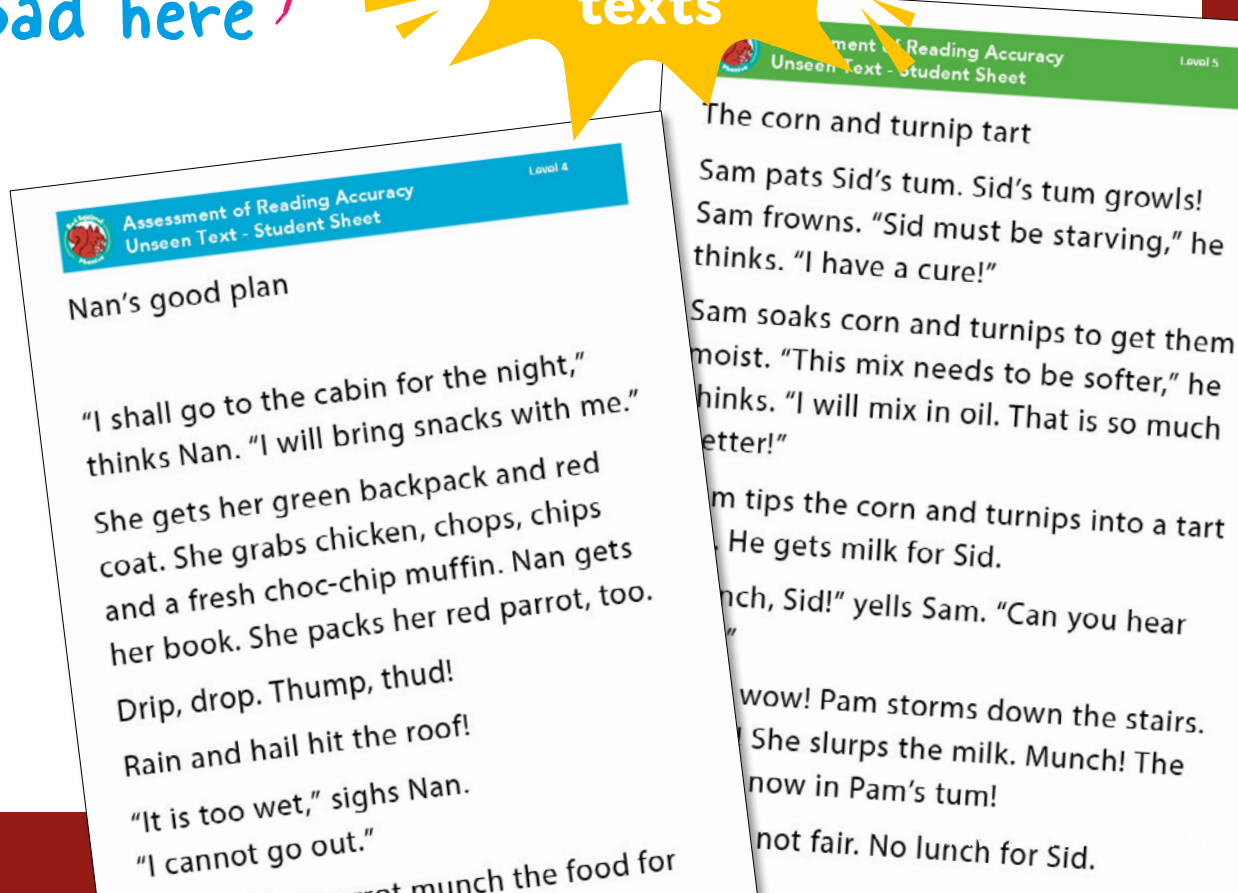 oad here
texts
Assessment of Reading Accuracy
Unseen Text - Student Sheet
Level 4
Nan's good plan
"I shall go to the cabin for the night,"
thinks Nan. "I will bring snacks with me."
She gets her green backpack and red
coat. She grabs chicken, chops, chips
and a fresh choc-chip muffin. Nan gets
her book. She packs her red parrot, too.
Drip, drop. Thump, thud!
Rain and hail hit the roof!
"It is too wet," sighs Nan.
"I cannot go out."
munch the food for
ment of Reading Accuracy
Unseen Text - Student Sheet
Level 5
The corn and turnip tart
Sam pats Sid's tum. Sid's tum growls!
Sam frowns. "Sid must be starving," he
thinks. "I have a cure!"
Sam soaks corn and turnips to get them
moist. "This mix needs to be softer," he
hinks. "I will mix in oil. That is so much
etter!"
m tips the corn and turnips into a tart
. He gets milk for Sid.
nch, Sid!" yells Sam. "Can you hear
"
wow! Pam storms down the stairs.
She slurps the milk. Munch! The
now in Pam's tum!
not fair. No lunch for Sid.